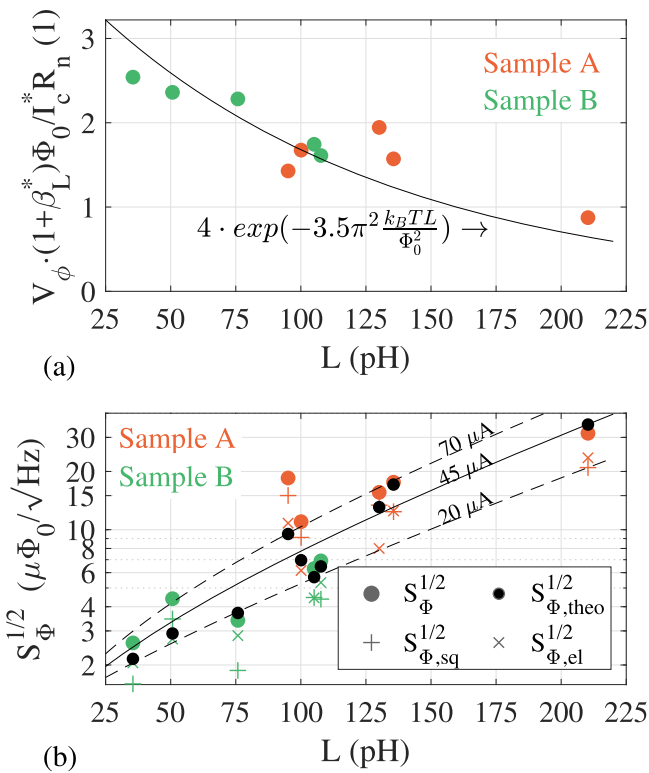 3
2
1
0
V_ϕ·(1+β*_L)Φ_0/I*_c R_n (1)
Sample A
Sample B
4 · exp(−3.5π² k_BTL/Φ_0²) →
25 50 75 100 125 150 175 200 225
L (pH)
(a)
30
20
15
10
8
6
4
3
2
S_Φ^1/2 (μΦ_0/√Hz)
Sample A
Sample B
70 μA
45 μA
20 μA
S_Φ^1/2 S_Φ,theo^1/2
S_Φ,sq^1/2 S_Φ,el^1/2
25 50 75 100 125 150 175 200 225
L (pH)
(b)